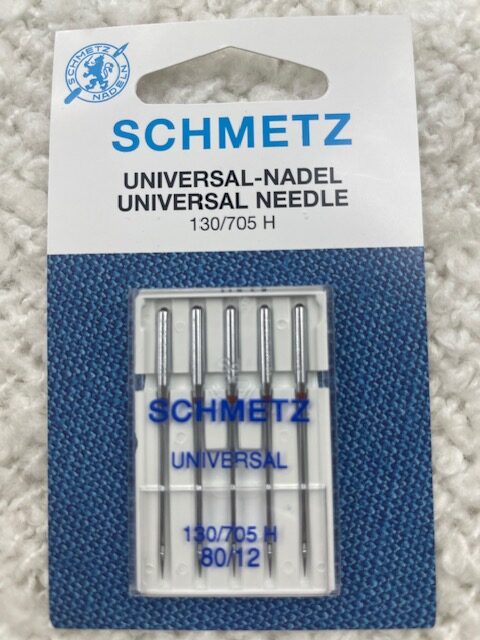 SCHMETZ
NADELN
SCHMETZ
UNIVERSAL-NADEL
UNIVERSAL NEEDLE
130/705 H
SCHMETZ
UNIVERSAL
130/705 H
80/12